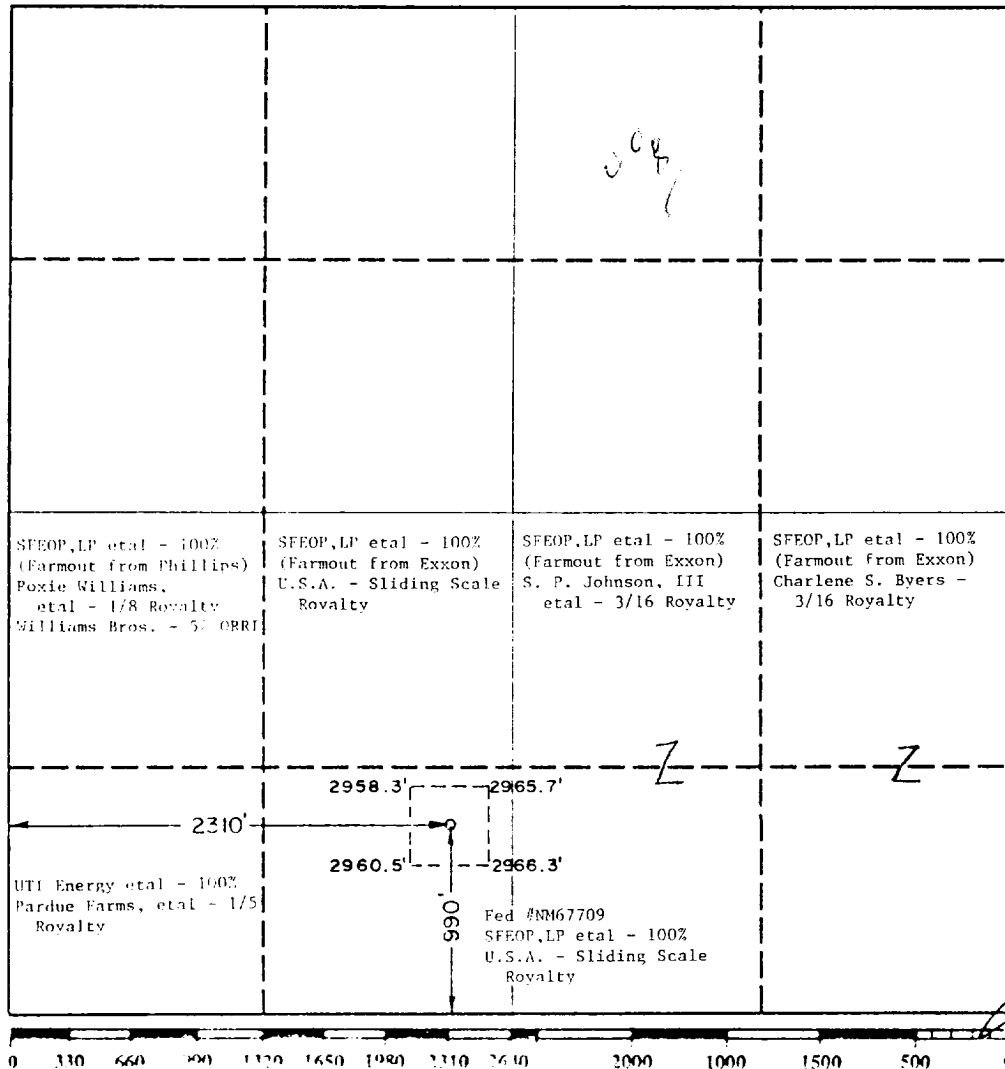 SFEOP,LP etal - 100%
(Farmout from Phillips)
Poxie Williams,
etal - 1/8 Royalty
Williams Bros. - 5% ORRI
SFEOP,LP etal - 100%
(Farmout from Exxon)
U.S.A. - Sliding Scale
Royalty
SFEOP,LP etal - 100%
(Farmout from Exxon)
S. P. Johnson, III
etal - 3/16 Royalty
SFEOP,LP etal - 100%
(Farmout from Exxon)
Charlene S. Byers -
3/16 Royalty
Z
Z
2958.3' 2965.7'
2310'
2960.5' 2966.3'
990'
UTI Energy etal - 100%
Pardue Farms, etal - 1/5
Royalty
Fed #NM67709
SFEOP,LP etal - 100%
U.S.A. - Sliding Scale
Royalty
0 330 660 990 1320 1650 1980 2310 2640 2000 1000 1500 500